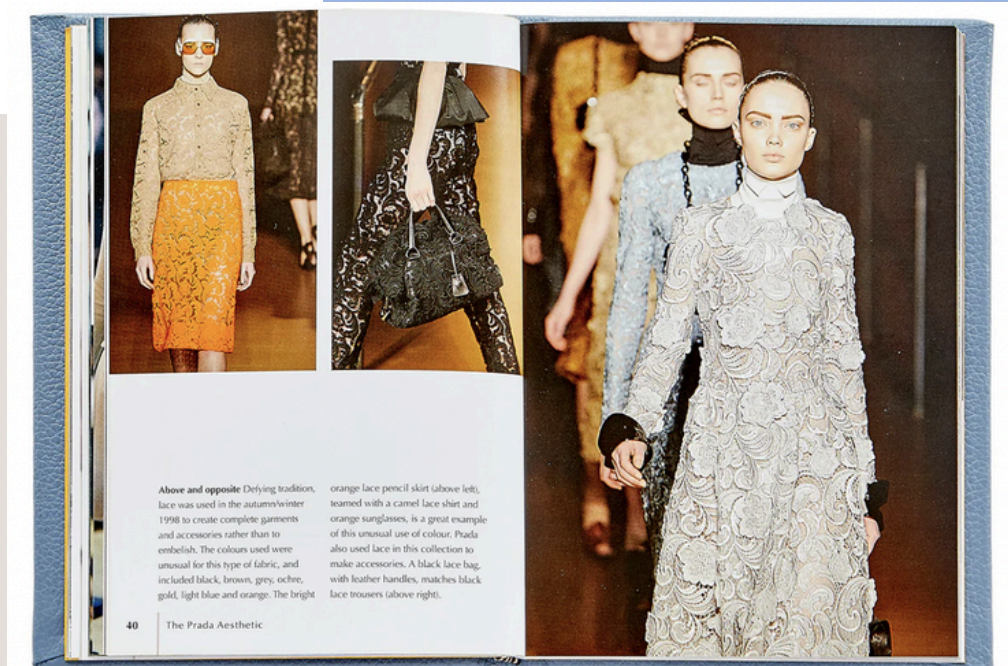 Above and opposite Defying tradition,
lace was used in the autumn/winter
1998 to create complete garments
and accessories rather than to
embelish. The colours used were
unusual for this type of fabric, and
included black, brown, grey, ochre,
gold, light blue and orange. The bright
orange lace pencil skirt (above left),
teamed with a camel lace shirt and
orange sunglasses, is a great example
of this unusual use of colour. Prada
also used lace in this collection to
make accessories. A black lace bag,
with leather handles, matches black
lace trousers (above right).
40 The Prada Aesthetic